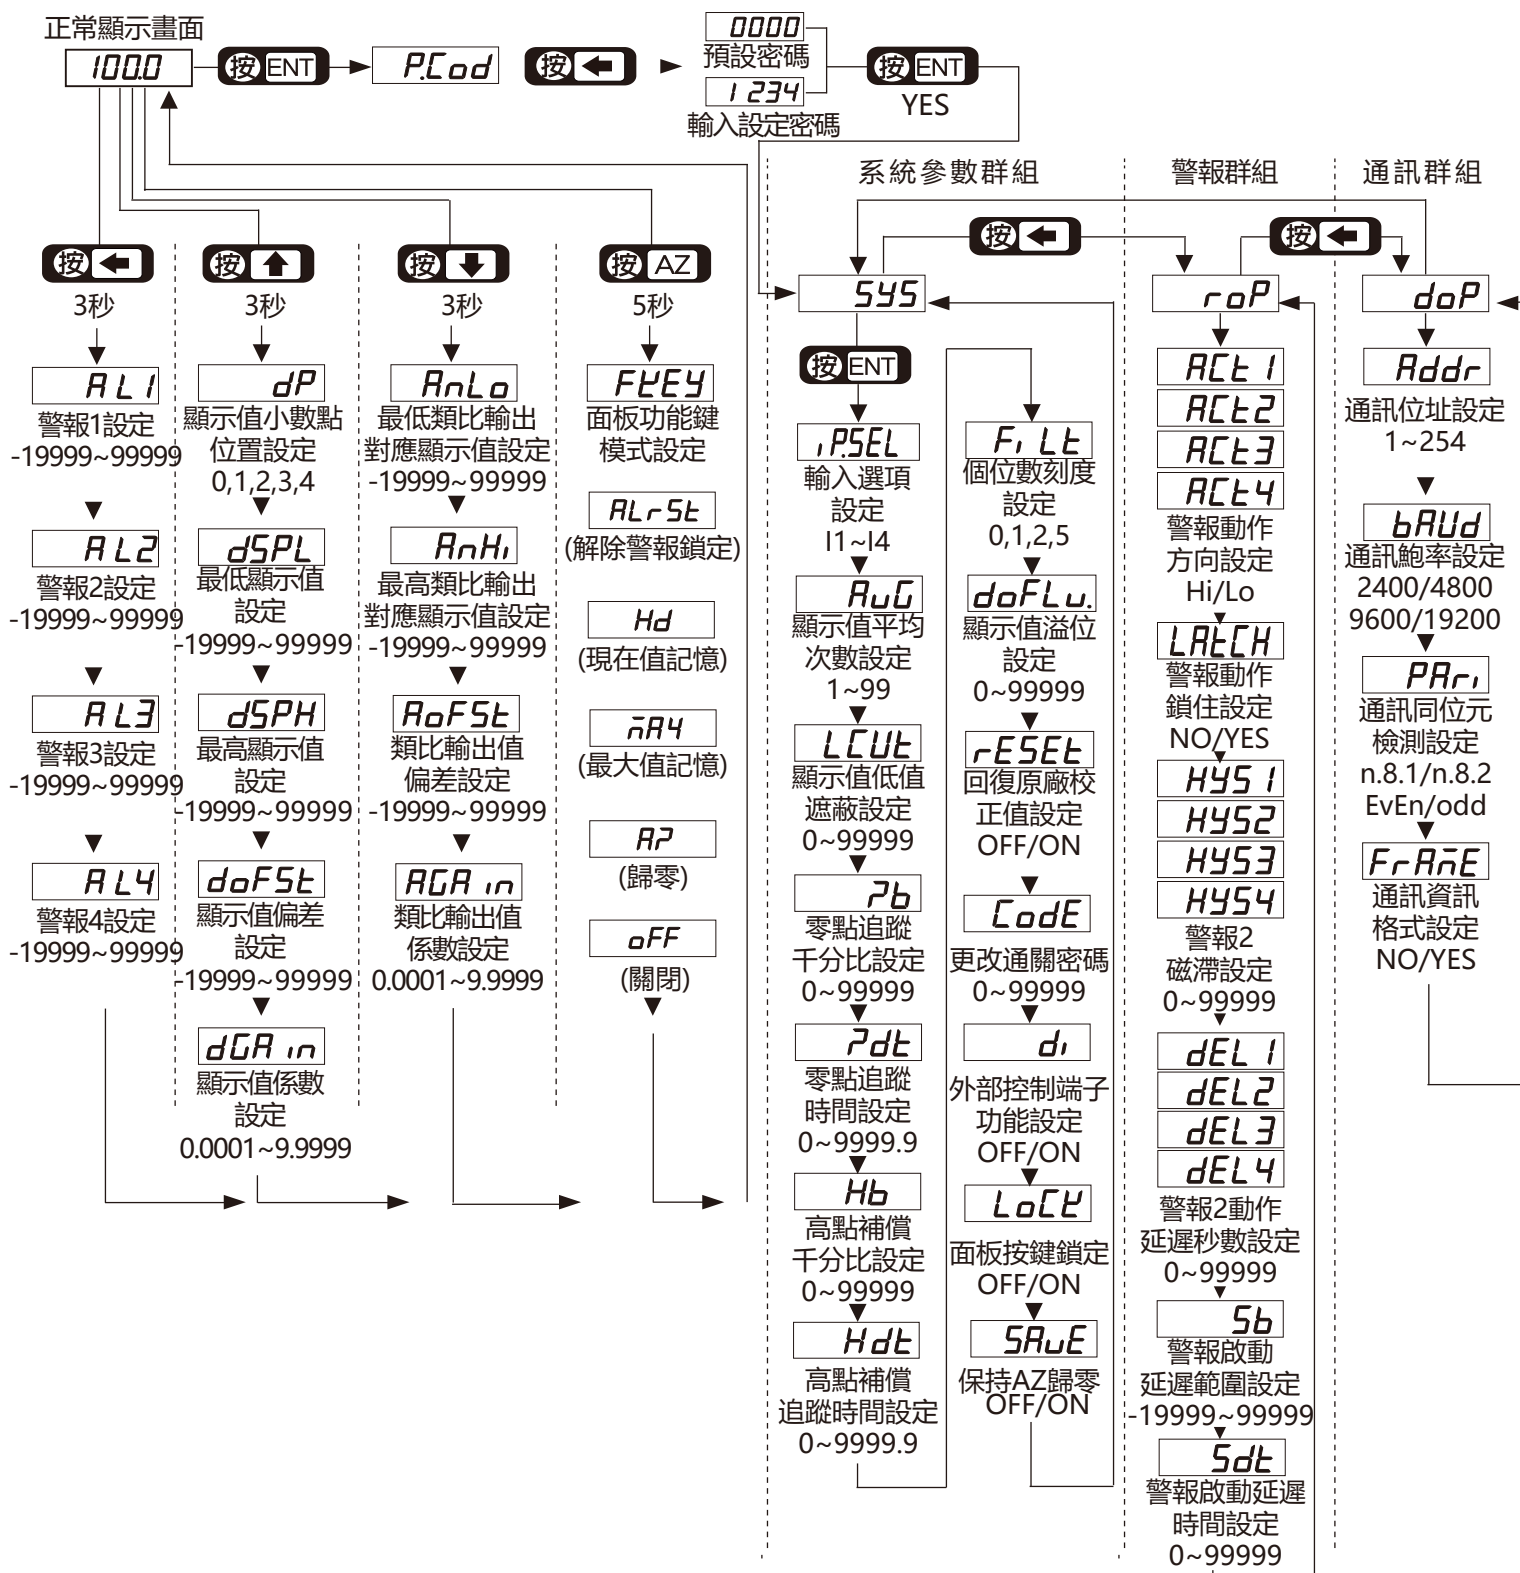 正常顯示畫面
100.0
按 ENT
P.Cod
按
0000
預設密碼
1234
輸入設定密碼
按 ENT
YES
系統參數群組
警報群組
通訊群組
按
3秒
AL1
警報1設定
-19999~99999
AL2
警報2設定
-19999~99999
AL3
警報3設定
-19999~99999
AL4
警報4設定
-19999~99999
按
3秒
dP
顯示值小數點
位置設定
0,1,2,3,4
dSPL
最低顯示值
設定
-19999~99999
dSPH
最高顯示值
設定
-19999~99999
doFSt
顯示值偏差
設定
-19999~99999
dGAin
顯示值係數
設定
0.0001~9.9999
按
3秒
AnLo
最低類比輸出
對應顯示值設定
-19999~99999
AnHi
最高類比輸出
對應顯示值設定
-19999~99999
AoFSt
類比輸出值
偏差設定
-19999~99999
AGAin
類比輸出值
係數設定
0.0001~9.9999
按 AZ
5秒
FKEY
面板功能鍵
模式設定
ALrSt
(解除警報鎖定)
Hd
(現在值記憶)
(最大值記憶)
(歸零)
oFF
(關閉)
按
SYS
按 ENT
iP.SEL
輸入選項
設定
I1~I4
AvG
顯示值平均
次數設定
1~99
LCUt
顯示值低值
遮蔽設定
0~99999
零點追蹤
千分比設定
0~99999
零點追蹤
時間設定
0~9999.9
Hb
高點補償
千分比設定
0~99999
Hdt
高點補償
追蹤時間設定
0~9999.9
FiLt
個位數刻度
設定
0,1,2,5
doFLv.
顯示值溢位
設定
0~99999
rESEt
回復原廠校
正值設定
OFF/ON
CodE
更改通關密碼
0~99999
di
外部控制端子
功能設定
OFF/ON
LoCK
面板按鍵鎖定
OFF/ON
SAvE
保持AZ歸零
OFF/ON
按
roP
ACt1
ACt2
ACt3
ACt4
警報動作
方向設定
Hi/Lo
LAtCH
警報動作
鎖住設定
NO/YES
HYS1
HYS2
HYS3
HYS4
警報2
磁滯設定
0~99999
dEL1
dEL2
dEL3
dEL4
警報2動作
延遲秒數設定
0~99999
Sb
警報啟動
延遲範圍設定
-19999~99999
Sdt
警報啟動延遲
時間設定
0~99999
doP
Addr
通訊位址設定
1~254
bAUd
通訊鮑率設定
2400/4800
9600/19200
PAri
通訊同位元
檢測設定
n.8.1/n.8.2
EvEn/odd
FrAmE
通訊資訊
格式設定
NO/YES